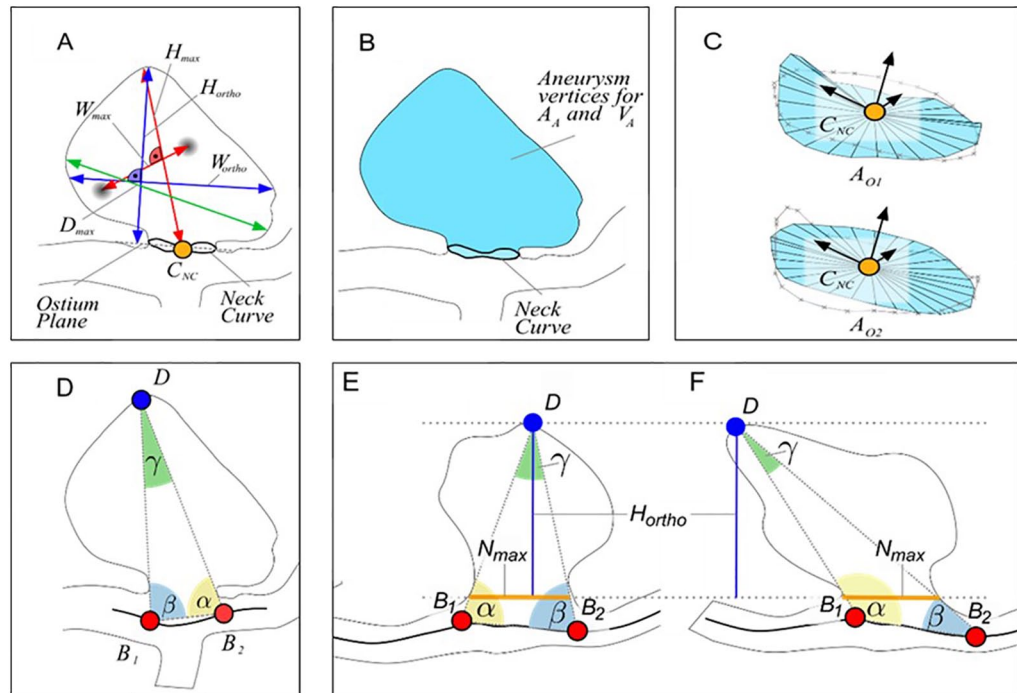 A
H_max
H_ortho
W_max
W_ortho
D_max
C_NC
Ostium
Plane
Neck
Curve
B
Aneurysm
vertices for
A_A and V_A
Neck
Curve
C
C_NC
A_O1
C_NC
A_O2
D
D
γ
β
α
B_1
B_2
E
D
γ
H_ortho
N_max
B_1
α
β
B_2
F
D
γ
N_max
B_1
α
β
B_2